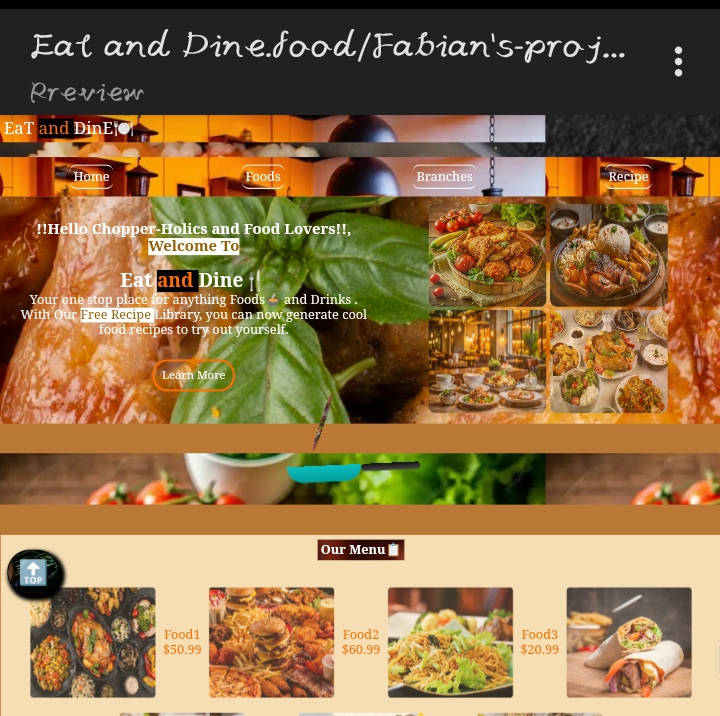 Eat and Dine.food/Fabian's-proj...
Preview
EaT and DinE🍽
Home Foods Branches Recipe
!!Hello Chopper-Holics and Food Lovers!!,
Welcome To
Eat and Dine🍴
Your one stop place for anything Foods🍲 and Drinks .
With Our Free Recipe Library, you can now generate cool
food recipes to try out yourself.
Learn More
Our Menu📋
TOP
Food1
$50.99
Food2
$60.99
Food3
$20.99